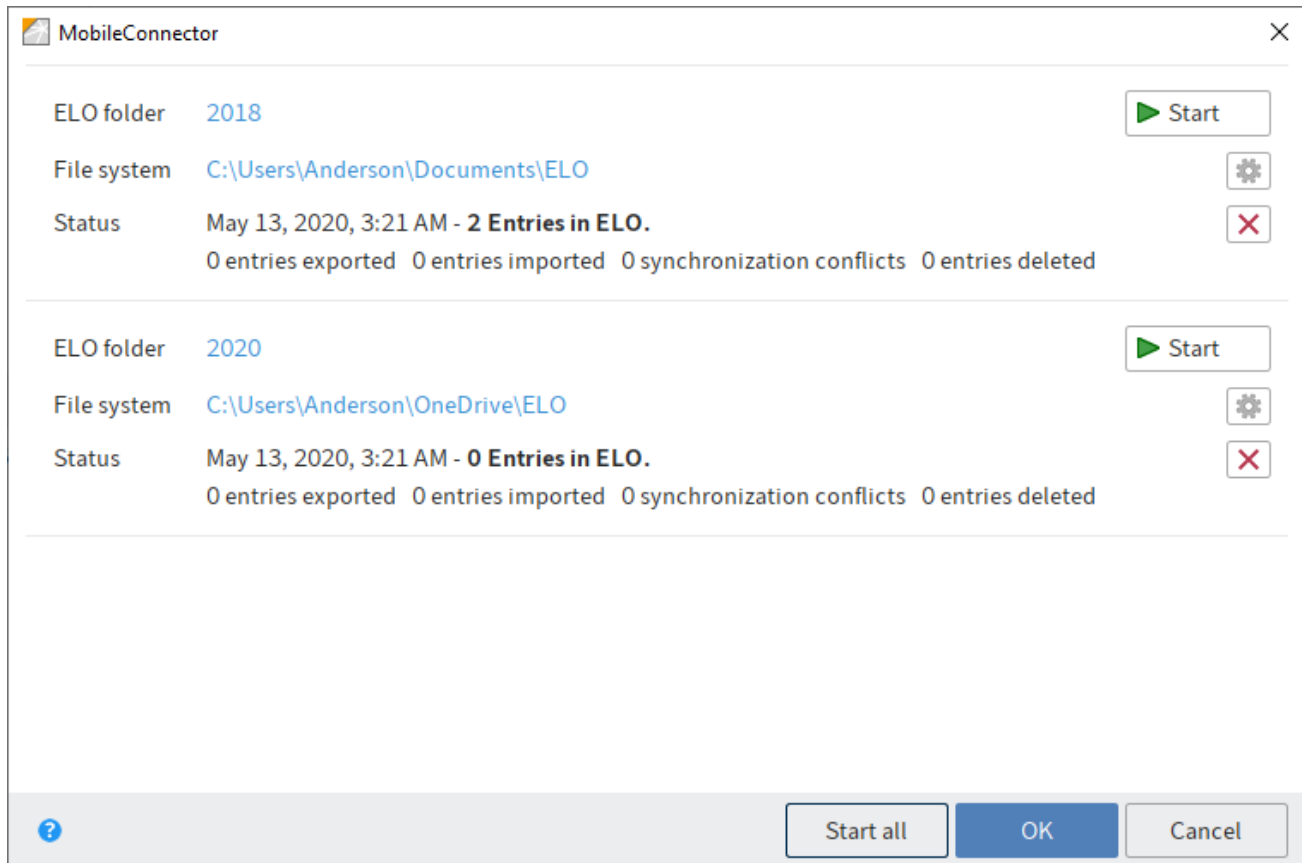 MobileConnector
ELO folder 2018 Start
File system C:\Users\Anderson\Documents\ELO
Status May 13, 2020, 3:21 AM - 2 Entries in ELO.
0 entries exported 0 entries imported 0 synchronization conflicts 0 entries deleted
ELO folder 2020 Start
File system C:\Users\Anderson\OneDrive\ELO
Status May 13, 2020, 3:21 AM - 0 Entries in ELO.
0 entries exported 0 entries imported 0 synchronization conflicts 0 entries deleted
? Start all OK Cancel